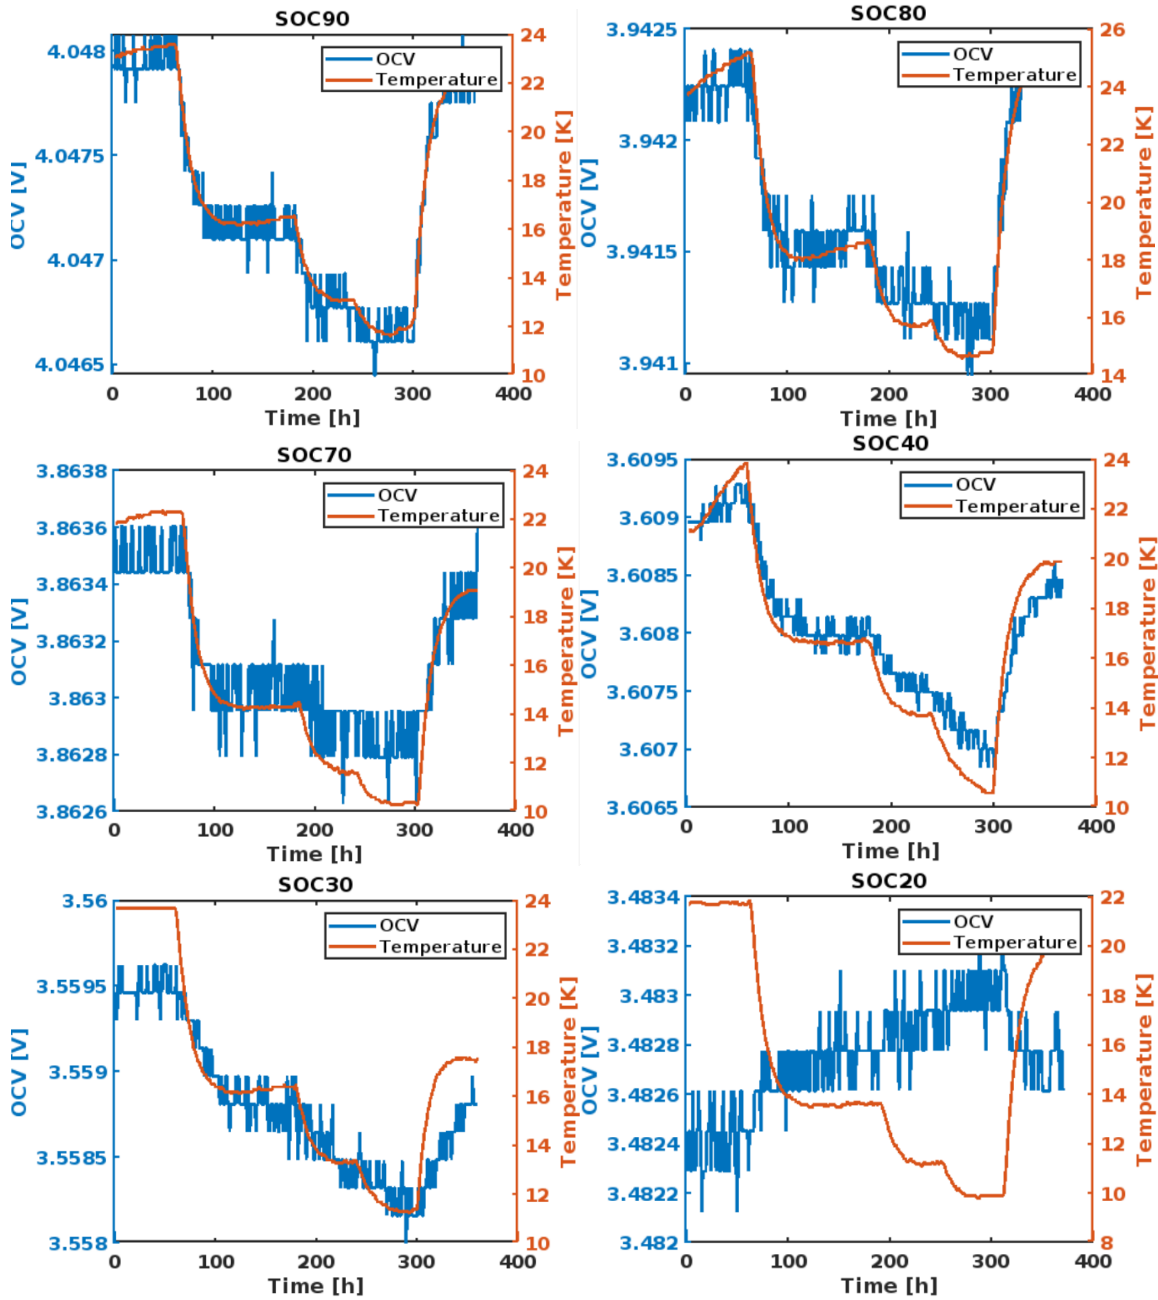 SOC90
4.048
4.0475
4.047
4.0465
OCV [V]
OCV
Temperature
24
22
20
18
16
14
12
10
Temperature [K]
0 100 200 300 400
Time [h]
SOC80
3.9425
3.942
3.9415
3.941
OCV [V]
OCV
Temperature
26
24
22
20
18
16
14
Temperature [K]
0 100 200 300 400
Time [h]
SOC70
3.8638
3.8636
3.8634
3.8632
3.863
3.8628
3.8626
OCV [V]
OCV
Temperature
24
22
20
18
16
14
12
10
Temperature [K]
0 100 200 300 400
Time [h]
SOC40
3.6095
3.609
3.6085
3.608
3.6075
3.607
3.6065
OCV [V]
OCV
Temperature
24
22
20
18
16
14
12
10
Temperature [K]
0 100 200 300 400
Time [h]
SOC30
3.56
3.5595
3.559
3.5585
3.558
OCV [V]
OCV
Temperature
24
22
20
18
16
14
12
10
Temperature [K]
0 100 200 300 400
Time [h]
SOC20
3.4834
3.4832
3.483
3.4828
3.4826
3.4824
3.4822
3.482
OCV [V]
OCV
Temperature
22
20
18
16
14
12
10
8
Temperature [K]
0 100 200 300 400
Time [h]